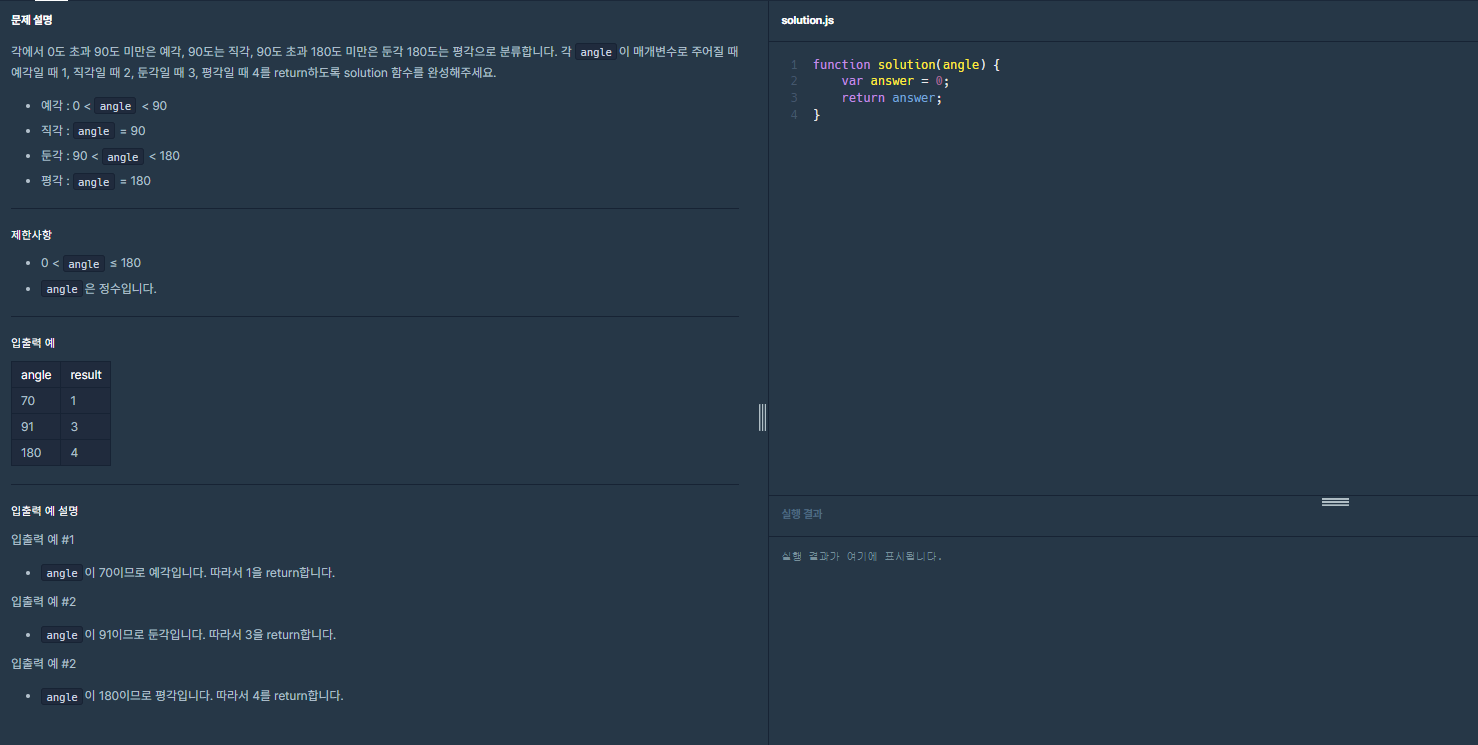 문제 설명
각에서 0도 초과 90도 미만은 예각, 90도는 직각, 90도 초과 180도 미만은 둔각 180도는 평각으로 분류합니다. 각 angle 이 매개변수로 주어질 때
예각일 때 1, 직각일 때 2, 둔각일 때 3, 평각일 때 4를 return하도록 solution 함수를 완성해주세요.
• 예각 : 0 < angle < 90
• 직각 : angle = 90
• 둔각 : 90 < angle < 180
• 평각 : angle = 180
제한사항
• 0 < angle ≤ 180
• angle 은 정수입니다.
입출력 예
angle result
70 1
91 3
180 4
입출력 예 설명
입출력 예 #1
• angle 이 70이므로 예각입니다. 따라서 1을 return합니다.
입출력 예 #2
• angle 이 91이므로 둔각입니다. 따라서 3을 return합니다.
입출력 예 #2
• angle 이 180이므로 평각입니다. 따라서 4를 return합니다.
solution.js
1 function solution(angle) {
2     var answer = 0;
3     return answer;
4 }
실행 결과
실행 결과가 여기에 표시됩니다.